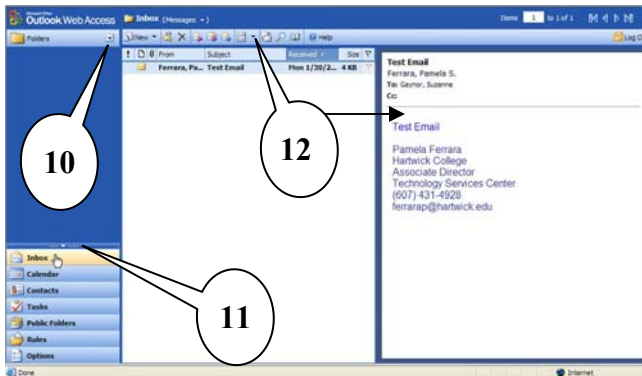 Outlook Web Access
Inbox (Messages)
Items 1 to 1 of 1
Folders
New
Help
Log O
From Subject Received Size
Ferrara, Pa... Test Email Mon 1/30/2... 4 KB
Test Email
Ferrara, Pamela S.
To: Gaynor, Suzanne
Cc:
Test Email
Pamela Ferrara
Hartwick College
Associate Director
Technology Services Center
(607) 431-4928
ferrarap@hartwick.edu
10
12
11
Inbox
Calendar
Contacts
Tasks
Public Folders
Rules
Options
Done
Internet